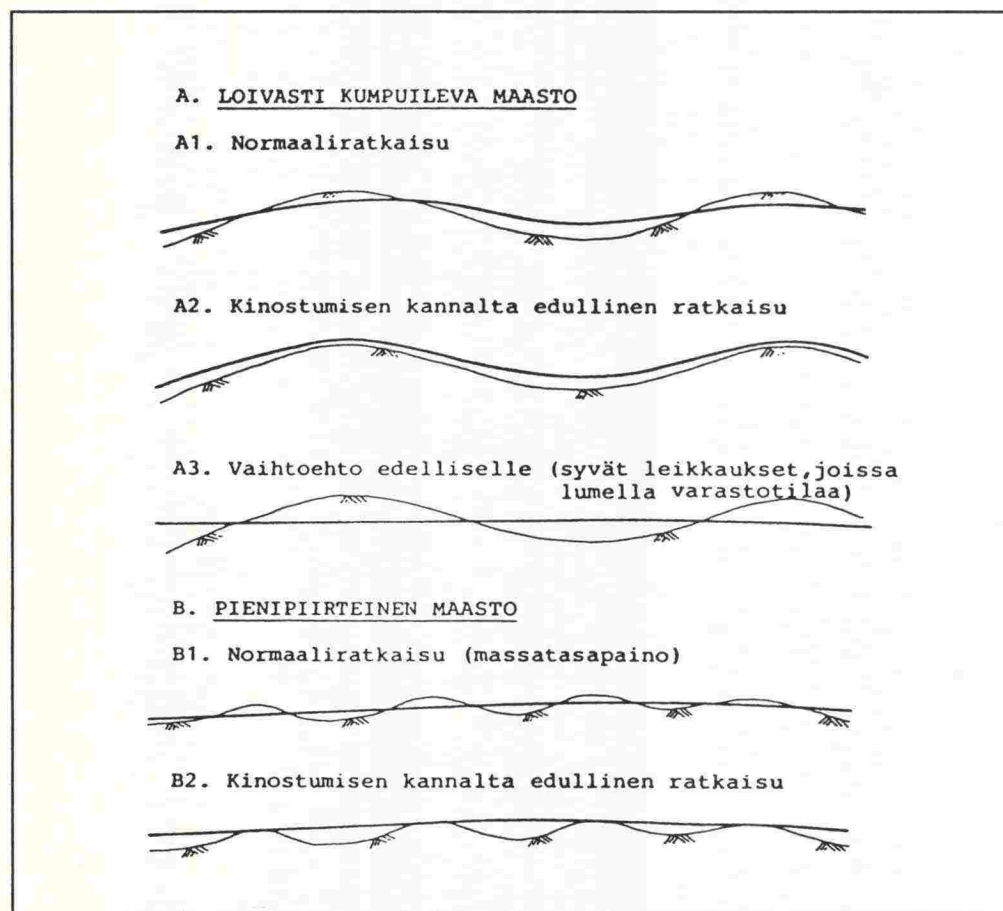 A. LOIVASTI KUMPUILEVA MAASTO
A1. Normaaliratkaisu
A2. Kinostumisen kannalta edullinen ratkaisu
A3. Vaihtoehto edelliselle (syvät leikkaukset,joissa
lumella varastotilaa)
B. PIENIPIIRTEINEN MAASTO
B1. Normaaliratkaisu (massatasapaino)
B2. Kinostumisen kannalta edullinen ratkaisu